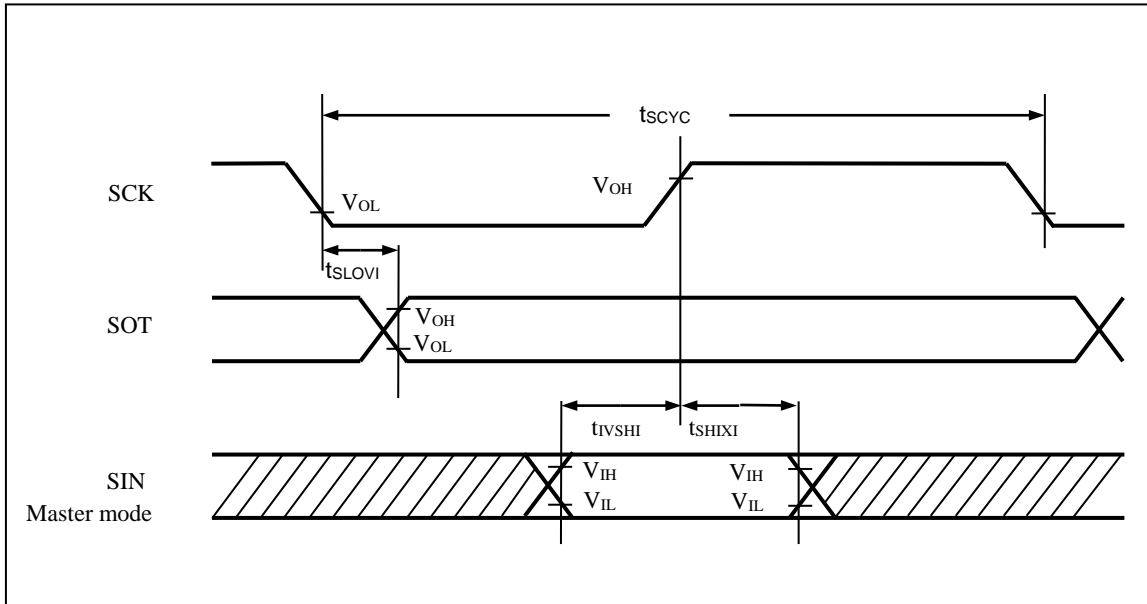 tSCYC
SCK
VOL
VOH
tSLOVI
SOT
VOH
VOL
tIVSHI
tSHIXI
SIN
Master mode
VIH
VIL
VIH
VIL